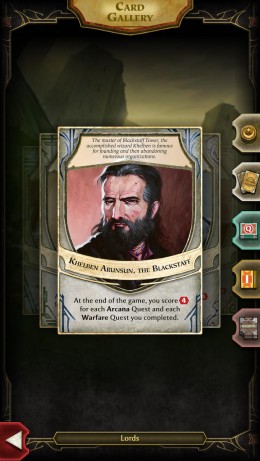 CARD
GALLERY
The master of Blackstaff Tower, the
accomplished wizard Khelben is famous
for founding and then abandoning
numerous organizations.
KHELBEN ARUNSUN, THE BLACKSTAFF
At the end of the game, you score 4
for each Arcana Quest and each
Warfare Quest you completed.
Q
I
Lords